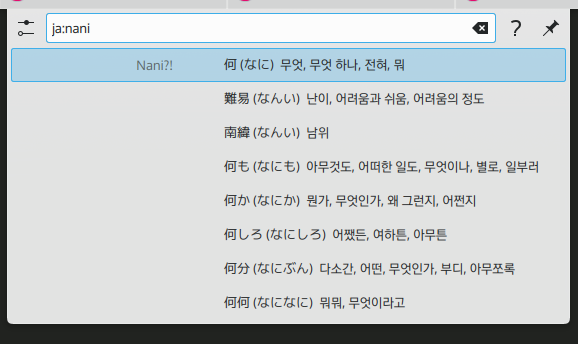 ja:nani
?
Nani?! 何 (なに) 무엇, 무엇 하나, 전혀, 뭐
難易 (なんい) 난이, 어려움과 쉬움, 어려움의 정도
南緯 (なんい) 남위
何も (なにも) 아무것도, 어떠한 일도, 무엇이나, 별로, 일부러
何か (なにか) 뭔가, 무엇인가, 왜 그런지, 어쩐지
何しろ (なにしろ) 어쨌든, 여하튼, 아무튼
何分 (なにぶん) 다소간, 어떤, 무엇인가, 부디, 아무쪼록
何何 (なになに) 뭐뭐, 무엇이라고